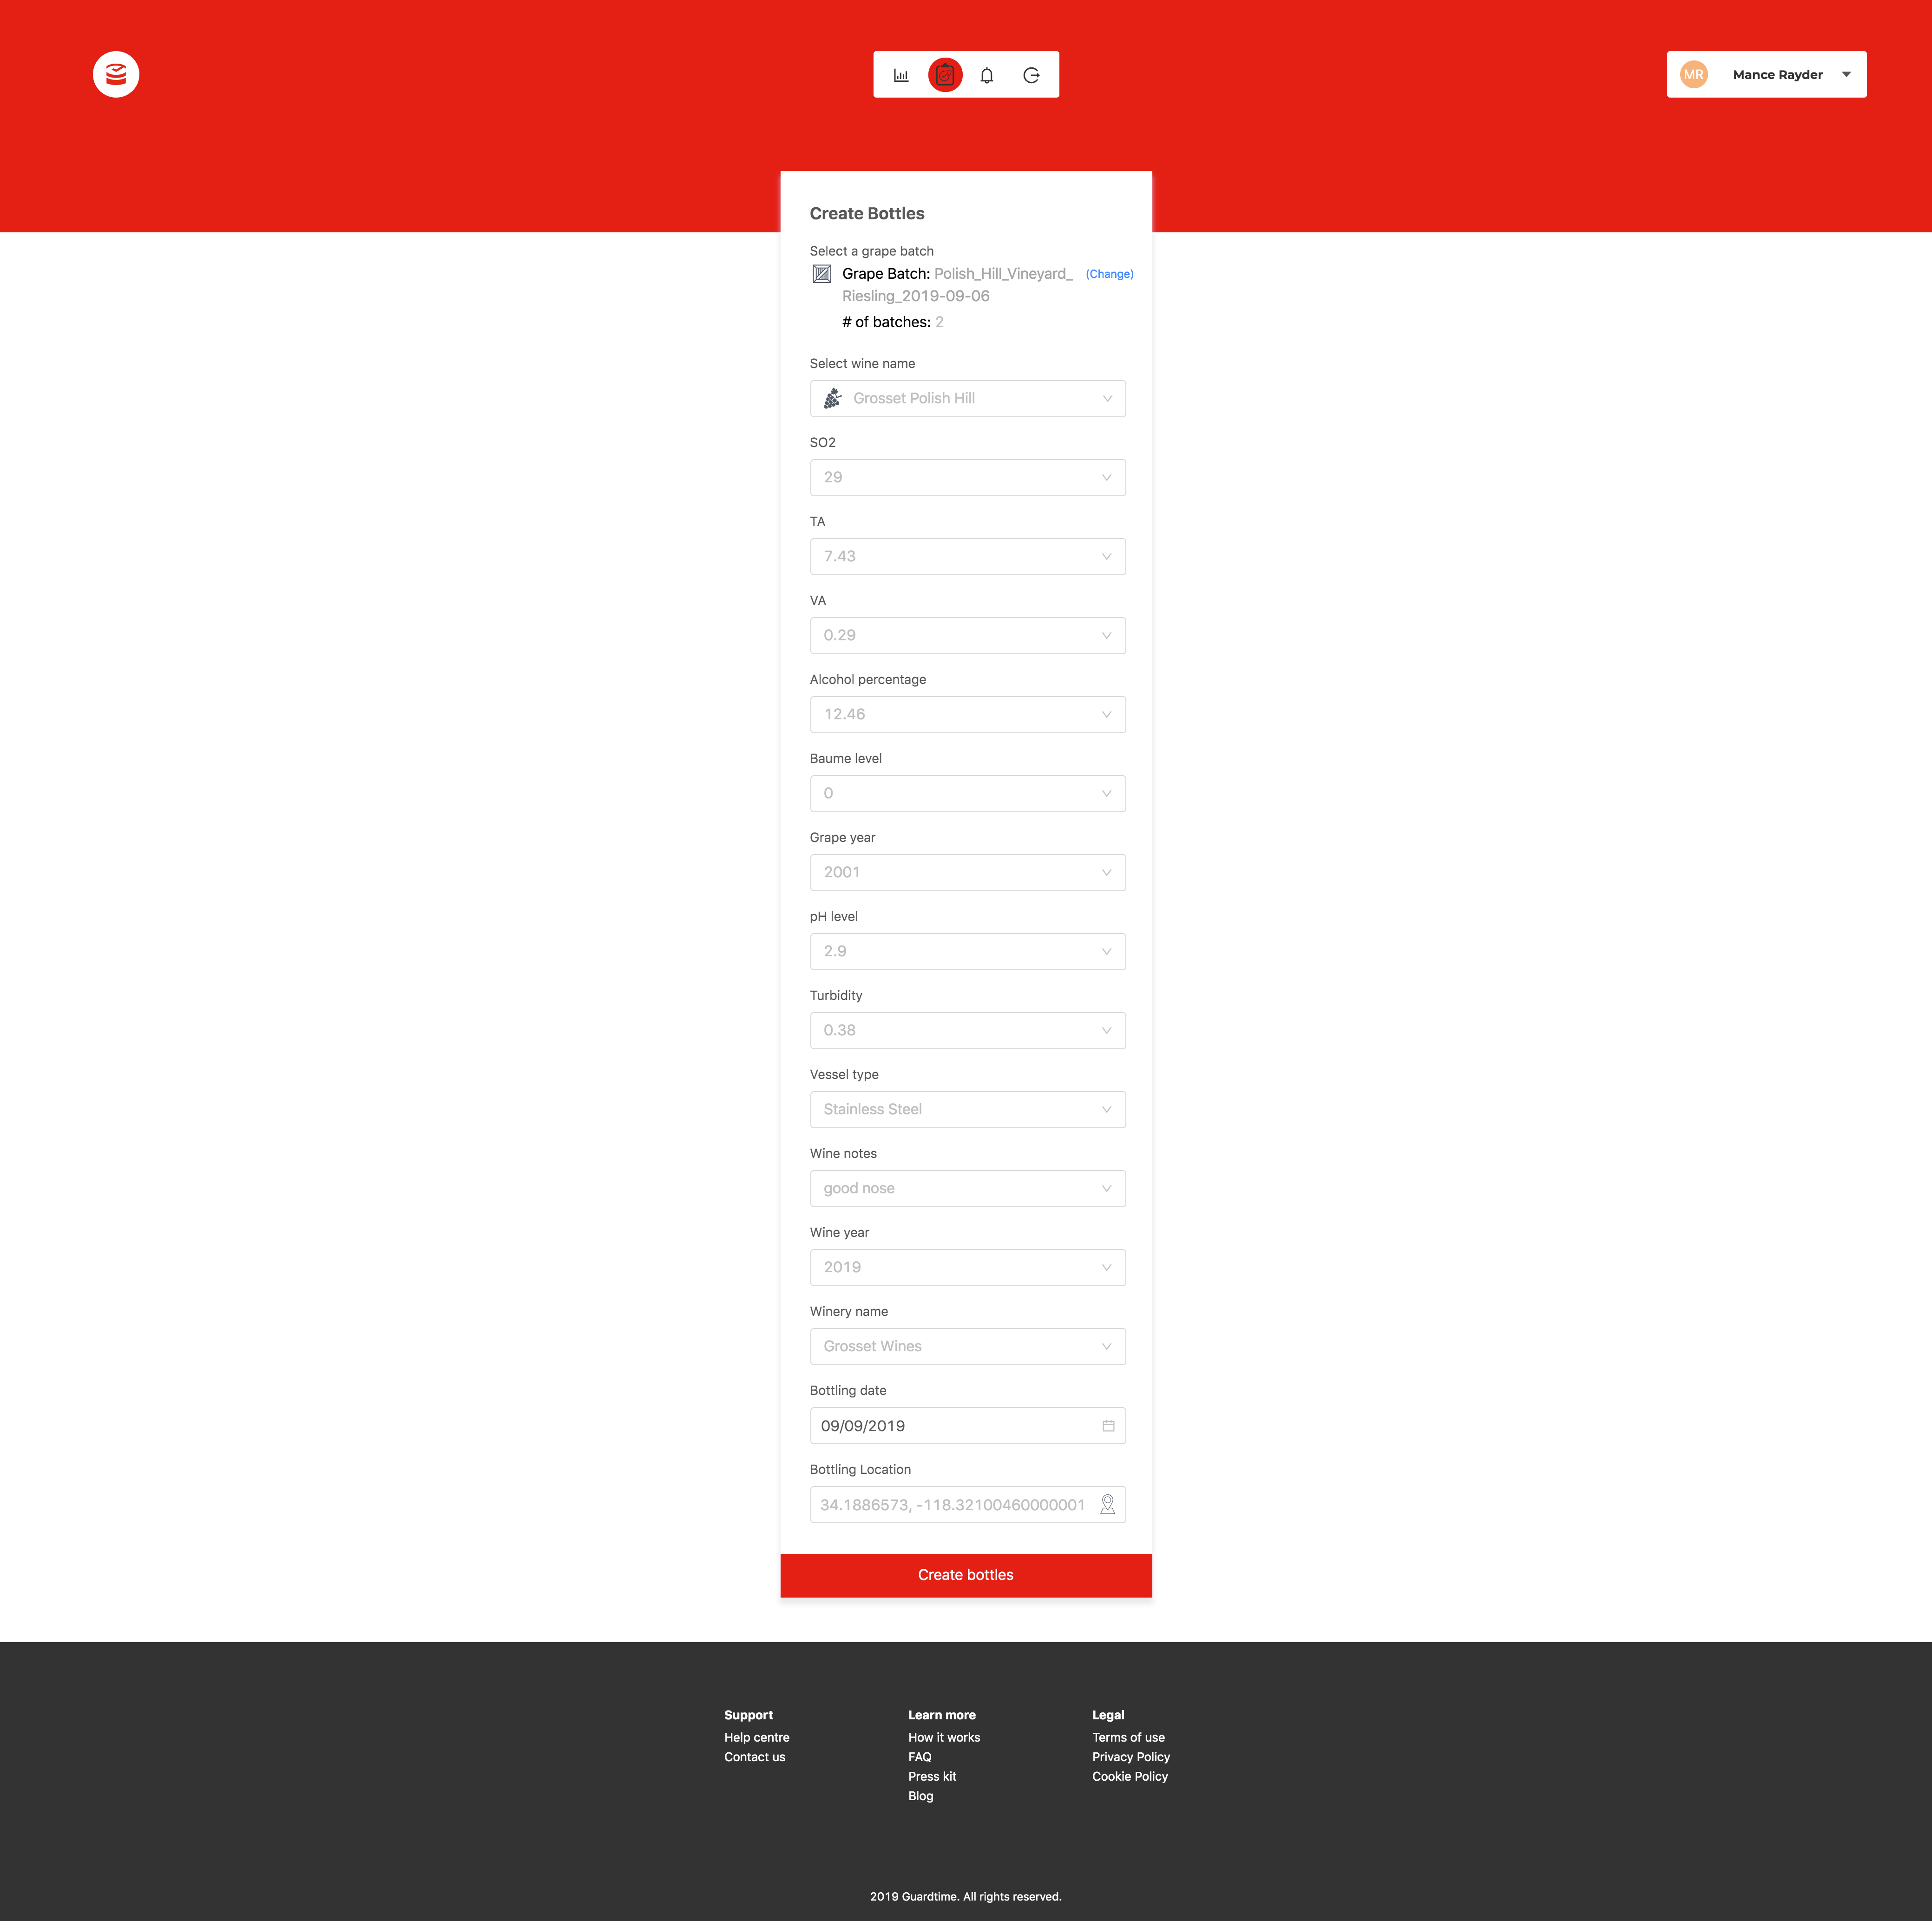 MR
Mance Rayder
Create Bottles
Select a grape batch
Grape Batch: Polish_Hill_Vineyard_ (Change)
Riesling_2019-09-06
# of batches: 2
Select wine name
Grosset Polish Hill
SO2
29
TA
7.43
VA
0.29
Alcohol percentage
12.46
Baume level
0
Grape year
2001
pH level
2.9
Turbidity
0.38
Vessel type
Stainless Steel
Wine notes
good nose
Wine year
2019
Winery name
Grosset Wines
Bottling date
09/09/2019
Bottling Location
34.1886573, -118.32100460000001
Create bottles
Support
Help centre
Contact us
Learn more
How it works
FAQ
Press kit
Blog
Legal
Terms of use
Privacy Policy
Cookie Policy
2019 Guardtime. All rights reserved.